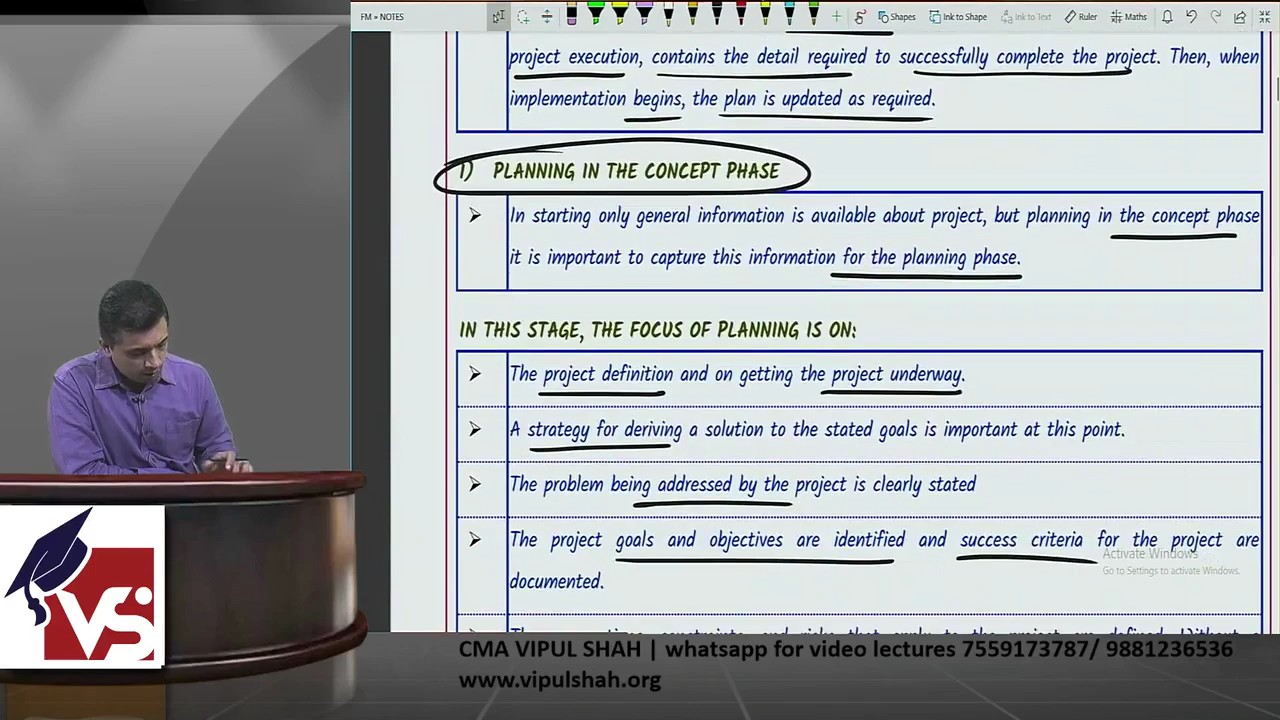 FM » NOTES
Shapes
Ink to Shape
Ink to Text
Ruler
Maths
project execution, contains the detail required to successfully complete the project. Then, when
implementation begins, the plan is updated as required.
1) PLANNING IN THE CONCEPT PHASE
➢ In starting only general information is available about project, but planning in the concept phase
it is important to capture this information for the planning phase.
IN THIS STAGE, THE FOCUS OF PLANNING IS ON:
➢ The project definition and on getting the project underway.
➢ A strategy for deriving a solution to the stated goals is important at this point.
➢ The problem being addressed by the project is clearly stated
➢ The project goals and objectives are identified and success criteria for the project are
documented.
Activate Windows
Go to Settings to activate Windows.
VS
CMA VIPUL SHAH | whatsapp for video lectures 7559173787/ 9881236536
www.vipulshah.org